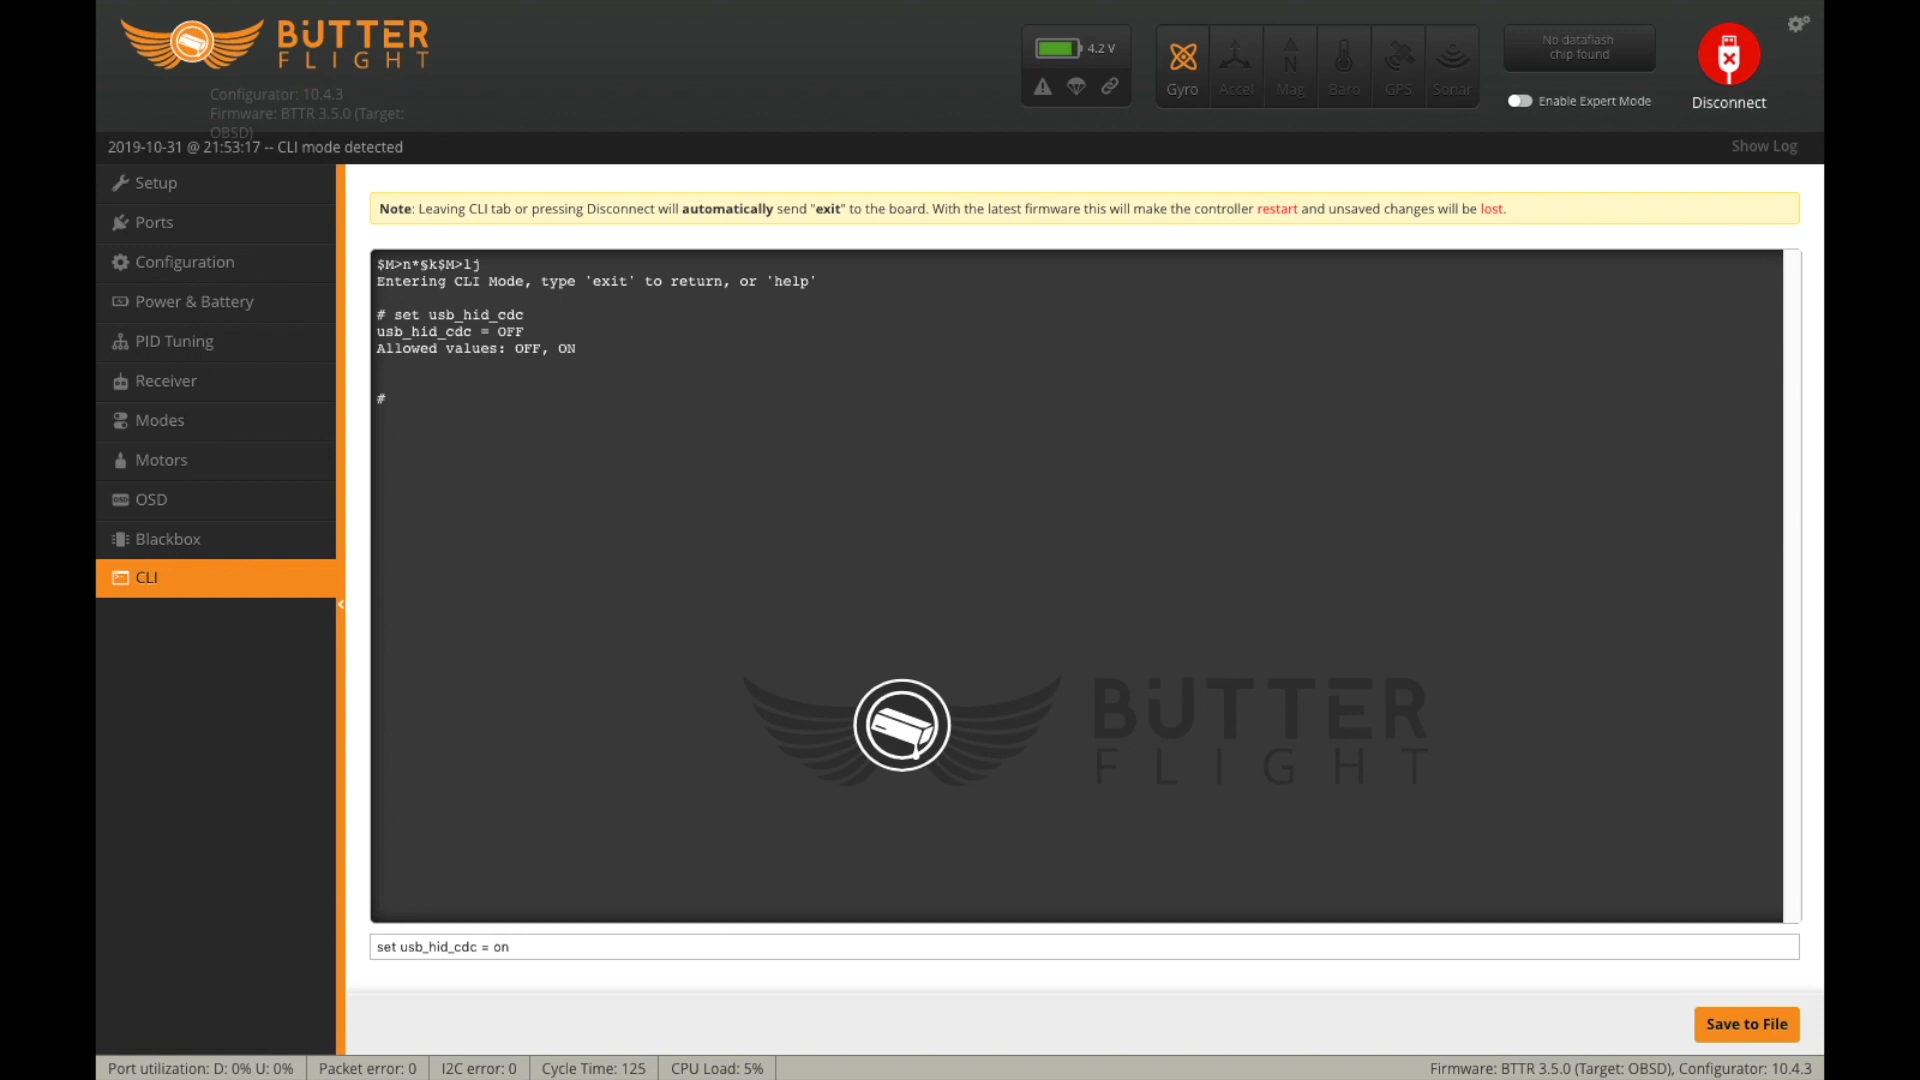 BUTTER
FLIGHT
Configurator: 10.4.3
Firmware: BTTR 3.5.0 (Target:
OBSD)
4.2 V
Gyro
Accel
Mag
Baro
GPS
Sonar
No dataflash
chip found
Enable Expert Mode
Disconnect
2019-10-31 @ 21:53:17 -- CLI mode detected
Show Log
Setup
Ports
Configuration
Power & Battery
PID Tuning
Receiver
Modes
Motors
OSD
Blackbox
CLI
Note: Leaving CLI tab or pressing Disconnect will automatically send "exit" to the board. With the latest firmware this will make the controller restart and unsaved changes will be lost.
$M>n*§k$M>lj
Entering CLI Mode, type 'exit' to return, or 'help'
# set usb_hid_cdc
usb_hid_cdc = OFF
Allowed values: OFF, ON
#
BUTTER
FLIGHT
set usb_hid_cdc = on
Save to File
Port utilization: D: 0% U: 0%
Packet error: 0
I2C error: 0
Cycle Time: 125
CPU Load: 5%
Firmware: BTTR 3.5.0 (Target: OBSD), Configurator: 10.4.3